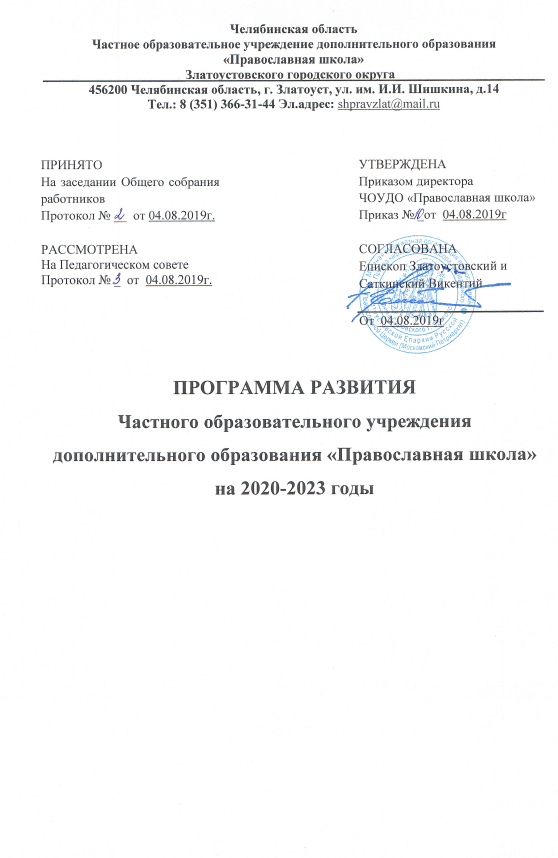 Челябинская область
Частное образовательное учреждение дополнительного образования
«Православная школа»
Златоустовского городского округа
456200 Челябинская область, г. Златоуст, ул. им. И.И. Шишкина, д.14
Тел.: 8 (351) 366-31-44 Эл.адрес: shpravzlat@mail.ru
ПРИНЯТО
На заседании Общего собрания
работников
Протокол № 2 от 04.08.2019г.
РАССМОТРЕНА
На Педагогическом совете
Протокол № 3 от 04.08.2019г.
УТВЕРЖДЕНА
Приказом директора
ЧОУДО «Православная школа»
Приказ №10 от 04.08.2019г
СОГЛАСОВАНА
Епископ Златоустовский и
Саткинский Викентий
От 04.08.2019г
ПРОГРАММА РАЗВИТИЯ
Частного образовательного учреждения
дополнительного образования «Православная школа»
на 2020-2023 годы